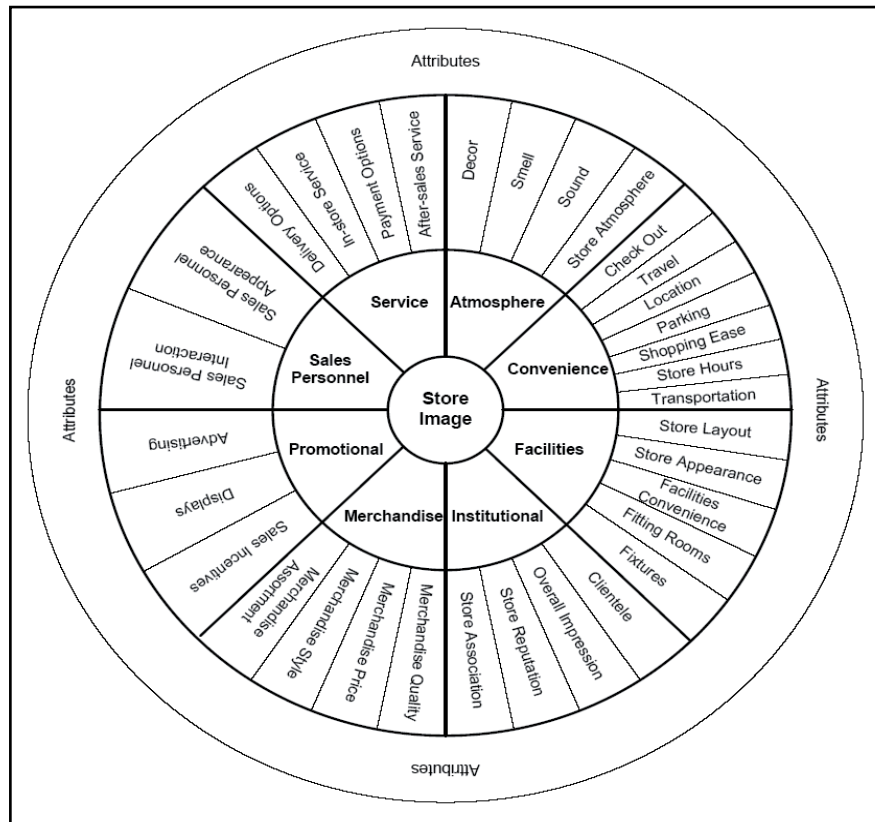 Attributes
Delivery Options
In-store Service
Payment Options
After-sales Service
Decor
Smell
Sound
Store Atmosphere
Check Out
Travel
Location
Parking
Shopping Ease
Store Hours
Transportation
Sales Personnel
Appearance
Sales Personnel
Interaction
Service
Atmosphere
Sales
Personnel
Convenience
Store
Image
Attributes
Attributes
Promotional
Facilities
Merchandise
Institutional
Advertising
Displays
Sales Incentives
Store Layout
Store Appearance
Facilities
Convenience
Fitting Rooms
Fixtures
Merchandise
Assortment
Merchandise Style
Merchandise Price
Merchandise Quality
Store Association
Store Reputation
Overall Impression
Clientele
Attributes